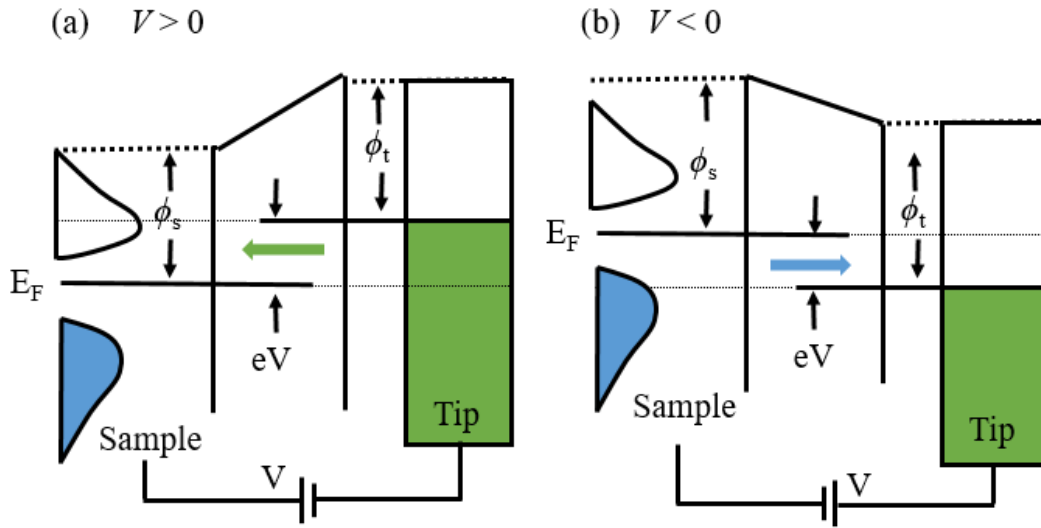 (a) V > 0
ϕt
ϕs
EF
eV
Tip
Sample
V
(b) V < 0
ϕs
ϕt
EF
eV
Tip
Sample
V